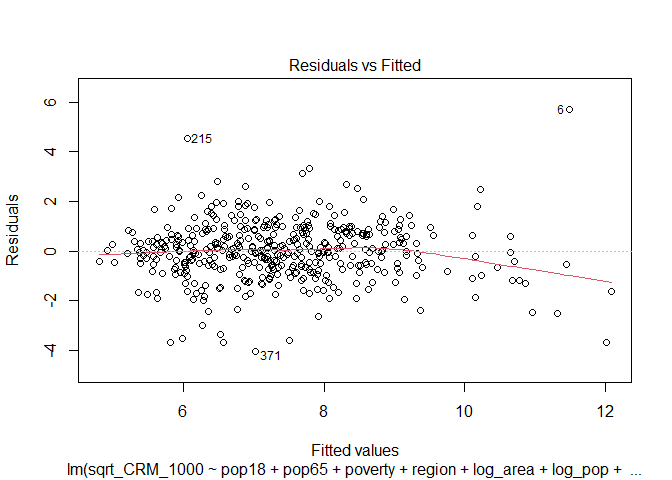 Residuals vs Fitted
Residuals
6
4
2
0
-2
-4
6
215
371
6 8 10 12
Fitted values
lm(sqrt_CRM_1000 ~ pop18 + pop65 + poverty + region + log_area + log_pop + ...